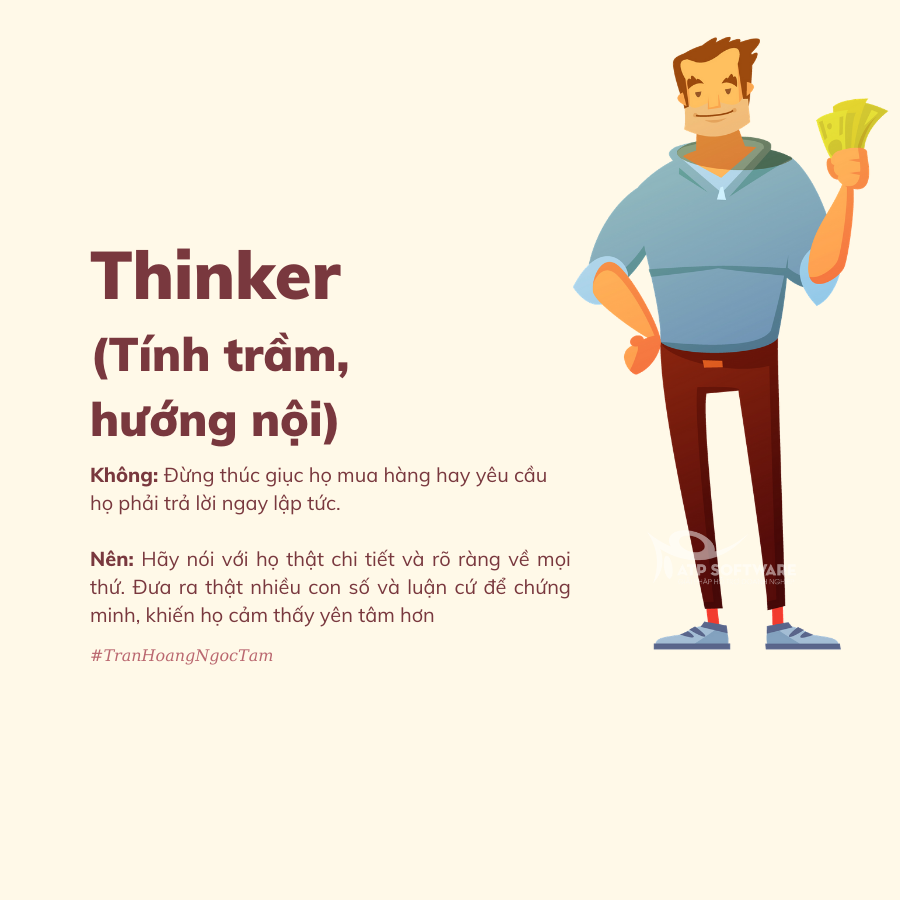 Thinker
(Tính trầm,
hướng nội)
Không: Đừng thúc giục họ mua hàng hay yêu cầu
họ phải trả lời ngay lập tức.
Nên: Hãy nói với họ thật chi tiết và rõ ràng về mọi
thứ. Đưa ra thật nhiều con số và luận cứ để chứng
minh, khiến họ cảm thấy yên tâm hơn
#TranHoangNgocTam
SOFTWARE